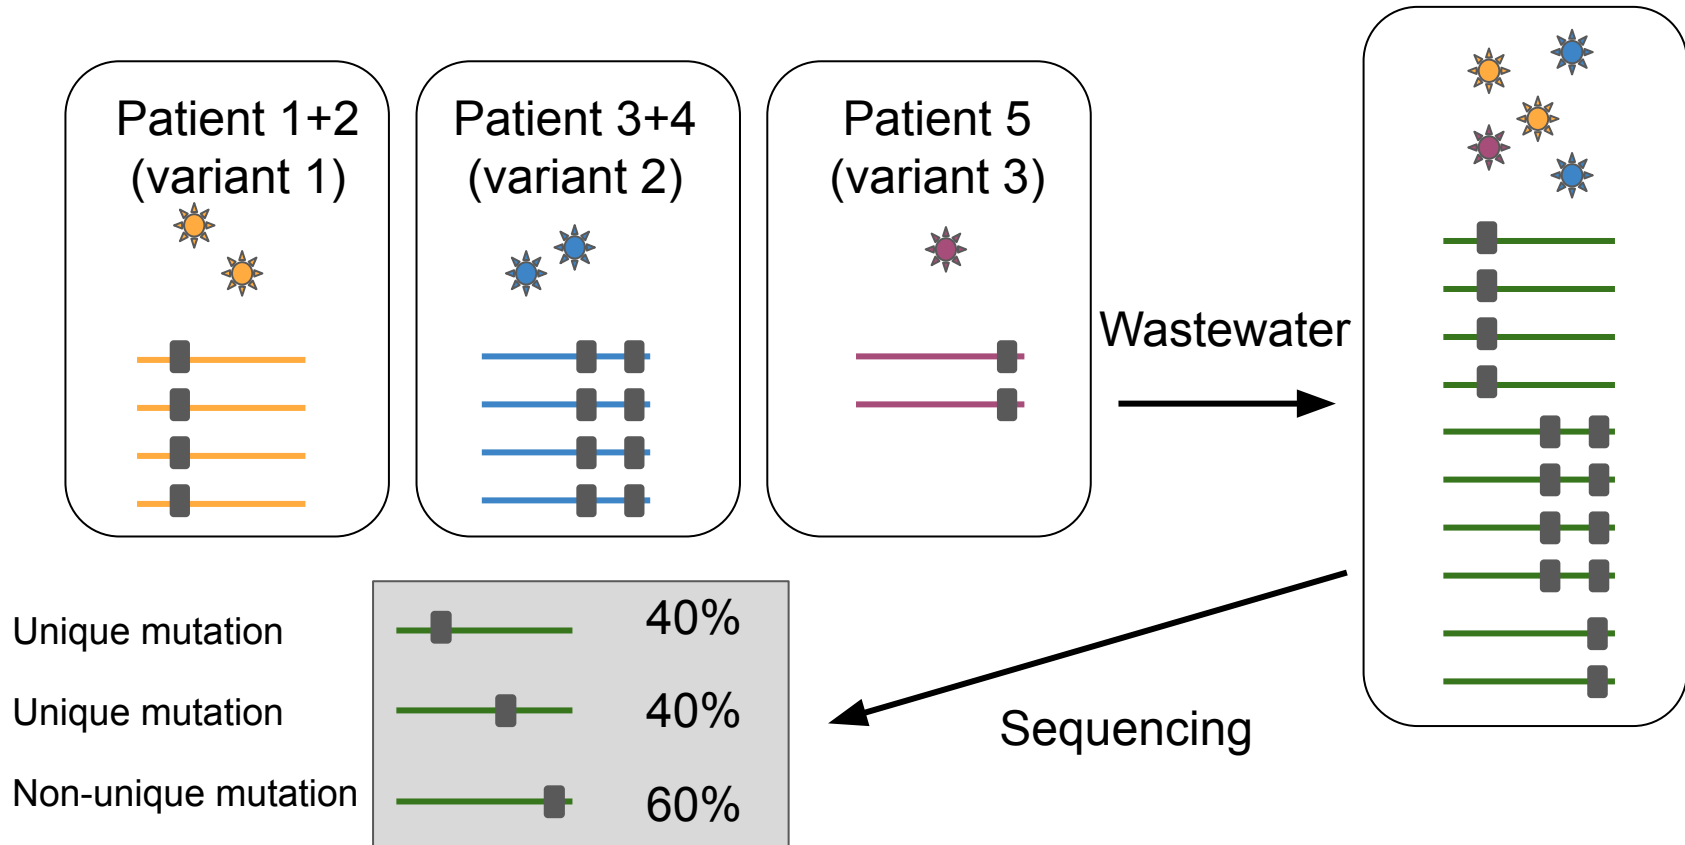 Patient 1+2
(variant 1)
Patient 3+4
(variant 2)
Patient 5
(variant 3)
Wastewater
Sequencing
Unique mutation 40%
Unique mutation 40%
Non-unique mutation 60%